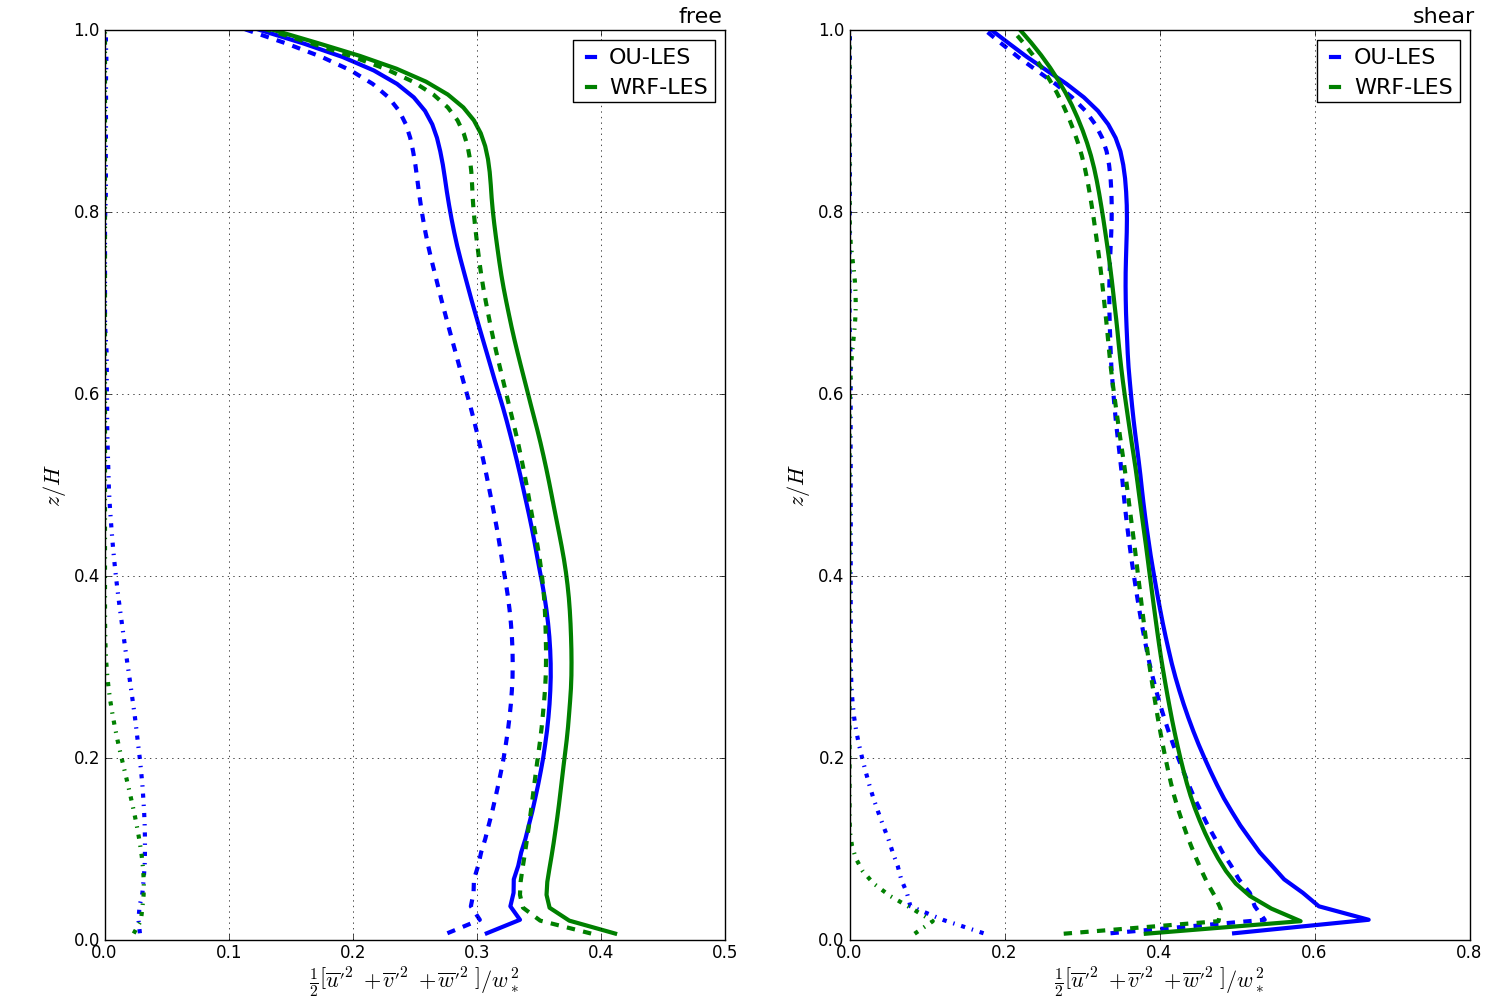 free
OU-LES
WRF-LES
1.0
0.8
0.6
0.4
0.2
0.0
z/H
0.0 0.1 0.2 0.3 0.4 0.5
½[u̅′² + v̅′² + w̅′²]/w²∗
shear
OU-LES
WRF-LES
1.0
0.8
0.6
0.4
0.2
0.0
z/H
0.0 0.2 0.4 0.6 0.8
½[u̅′² + v̅′² + w̅′²]/w²∗